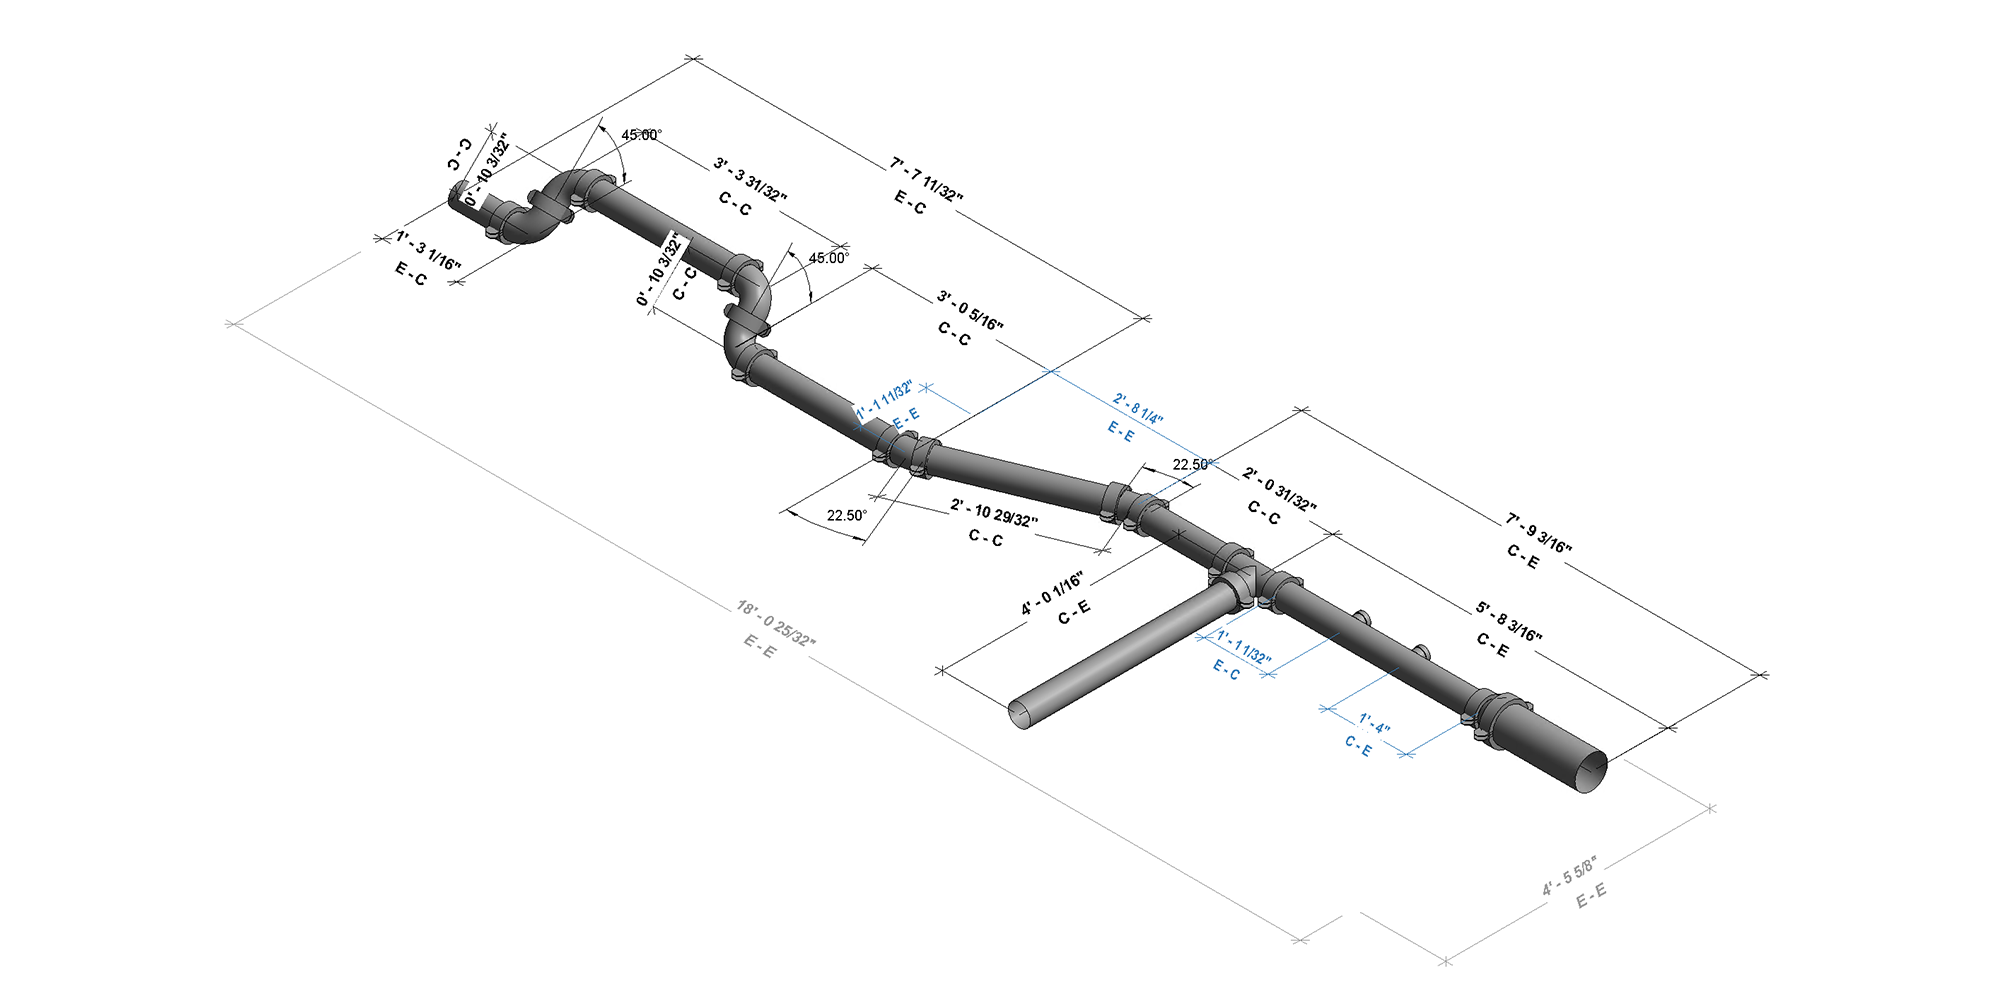 C - C
0' - 10 3/32"
45.00°
3' - 3 31/32"
C - C
7' - 7 11/32"
E - C
1' - 3 1/16"
E - C
0' - 10 3/32"
C - C
45.00°
3' - 0 5/16"
C - C
1' - 1 11/32"
E - E
2' - 8 1/4"
E - E
22.50°
2' - 0 31/32"
C - C
22.50°
2' - 10 29/32"
C - C
7' - 9 3/16"
C - E
4' - 0 1/16"
C - E
5' - 8 3/16"
C - E
1' - 1 1/32"
E - C
18' - 0 25/32"
E - E
1' - 4"
C - E
4' - 5 5/8"
E - E